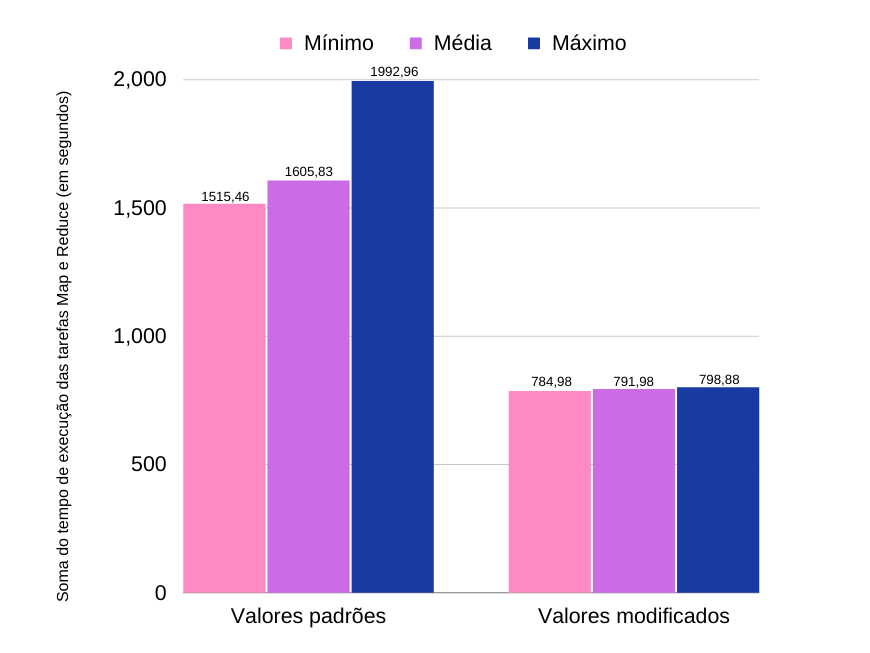 Mínimo Média Máximo
Soma do tempo de execução das tarefas Map e Reduce (em segundos)
2,000
1,500
1,000
500
0
1515,46
1605,83
1992,96
784,98
791,98
798,88
Valores padrões
Valores modificados